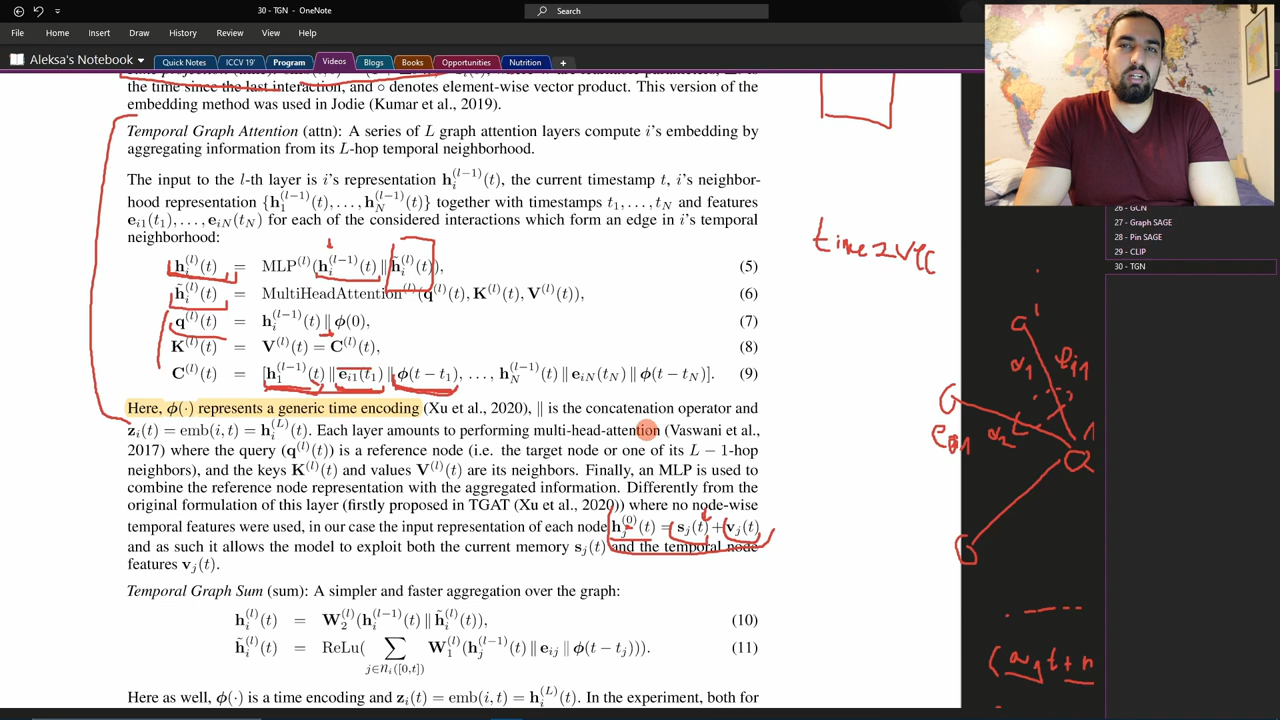 30 - TGN - OneNote
Search
File Home Insert Draw History Review View Help
Aleksa's Notebook Quick Notes ICCV 19' Program Videos Blogs Books Opportunities Nutrition +
the time since the last interaction, and ∘ denotes element-wise vector product. This version of the
embedding method was used in Jodie (Kumar et al., 2019).
Temporal Graph Attention (attn): A series of L graph attention layers compute i's embedding by
aggregating information from its L-hop temporal neighborhood.
The input to the l-th layer is i's representation h_i^(l−1)(t), the current timestamp t, i's neighbor-
hood representation {h_1^(l−1)(t), . . . , h_N^(l−1)(t)} together with timestamps t_1, . . . , t_N and features
e_i1(t_1), . . . , e_iN(t_N) for each of the considered interactions which form an edge in i's temporal
neighborhood:
h_i^(l)(t) = MLP^(l)(h_i^(l−1)(t) ‖ h̃_i^(l)(t)), (5)
h̃_i^(l)(t) = MultiHeadAttention^(l)(q^(l)(t), K^(l)(t), V^(l)(t)), (6)
q^(l)(t) = h_i^(l−1)(t) ‖ ϕ(0), (7)
K^(l)(t) = V^(l)(t) = C^(l)(t), (8)
C^(l)(t) = [h_1^(l−1)(t) ‖ e_i1(t_1) ‖ ϕ(t − t_1), . . . , h_N^(l−1)(t) ‖ e_iN(t_N) ‖ ϕ(t − t_N)]. (9)
Here, ϕ(·) represents a generic time encoding (Xu et al., 2020), ‖ is the concatenation operator and
z_i(t) = emb(i, t) = h_i^(L)(t). Each layer amounts to performing multi-head-attention (Vaswani et al.,
2017) where the query (q^(l)(t)) is a reference node (i.e. the target node or one of its L − 1-hop
neighbors), and the keys K^(l)(t) and values V^(l)(t) are its neighbors. Finally, an MLP is used to
combine the reference node representation with the aggregated information. Differently from the
original formulation of this layer (firstly proposed in TGAT (Xu et al., 2020)) where no node-wise
temporal features were used, in our case the input representation of each node h_j^(0)(t) = s_j(t) + v_j(t)
and as such it allows the model to exploit both the current memory s_j(t) and the temporal node
features v_j(t).
Temporal Graph Sum (sum): A simpler and faster aggregation over the graph:
h_i^(l)(t) = W_2^(l)(h_i^(l−1)(t) ‖ h̃_i^(l)(t)), (10)
h̃_i^(l)(t) = ReLu(∑_{j∈n_i([0,t])} W_1^(l)(h_j^(l−1)(t) ‖ e_ij ‖ ϕ(t − t_j))). (11)
Here as well, ϕ(·) is a time encoding and z_i(t) = emb(i, t) = h_i^(L)(t). In the experiment, both for
time2vec
α1
e_i1
α2
1
26 - GCN
27 - Graph SAGE
28 - Pin SAGE
29 - CLIP
30 - TGN